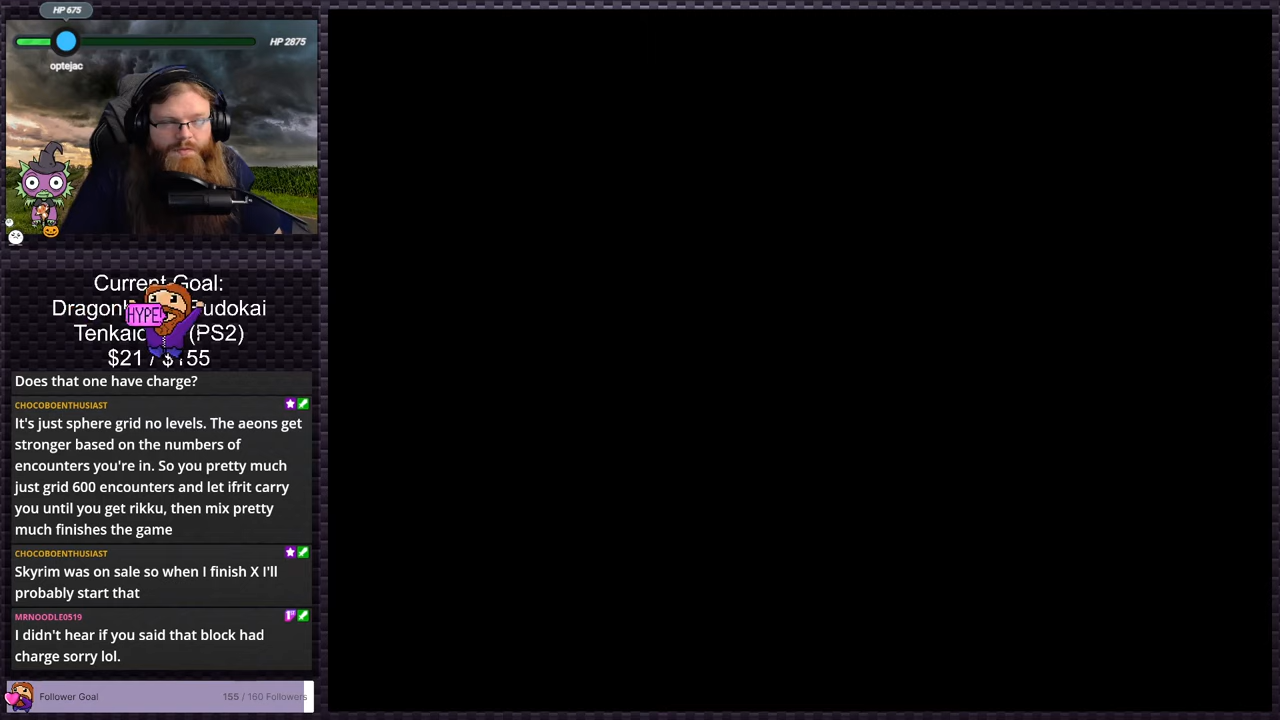 HP 675
HP 2875
optejac
Current Goal:
Tenkaic (PS2)
$21 / $155
HYPE!
Does that one have charge?
CHOCOBOENTHUSIAST
It's just sphere grid no levels. The aeons get
stronger based on the numbers of
encounters you're in. So you pretty much
just grid 600 encounters and let ifrit carry
you until you get rikku, then mix pretty
much finishes the game
CHOCOBOENTHUSIAST
Skyrim was on sale so when I finish X I'll
probably start that
MRNOODLE0519
I didn't hear if you said that block had
charge sorry lol.
Follower Goal
155 / 160 Followers